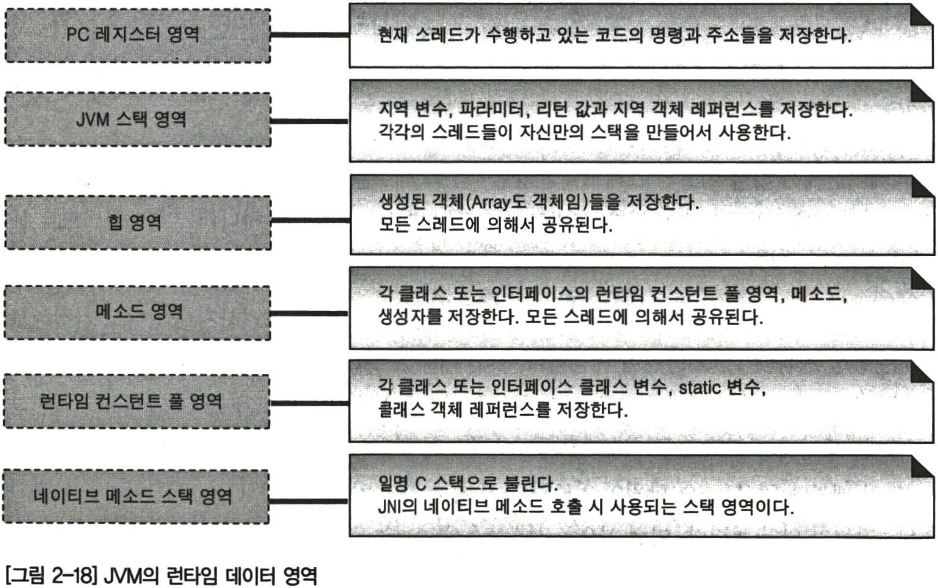 PC 레지스터 영역
현재 스레드가 수행하고 있는 코드의 명령과 주소들을 저장한다.
JVM 스택 영역
지역 변수, 파라미터, 리턴 값과 지역 객체 레퍼런스를 저장한다.
각각의 스레드들이 자신만의 스택을 만들어서 사용한다.
힙 영역
생성된 객체(Array도 객체임)들을 저장한다.
모든 스레드에 의해서 공유된다.
메소드 영역
각 클래스 또는 인터페이스의 런타임 컨스턴트 풀 영역, 메소드,
생성자를 저장한다. 모든 스레드에 의해서 공유된다.
런타임 컨스턴트 풀 영역
각 클래스 또는 인터페이스 클래스 변수, static 변수,
클래스 객체 레퍼런스를 저장한다.
네이티브 메소드 스택 영역
일명 C 스택으로 불린다.
JNI의 네이티브 메소드 호출 시 사용되는 스택 영역이다.
[그림 2-18] JVM의 런타임 데이터 영역